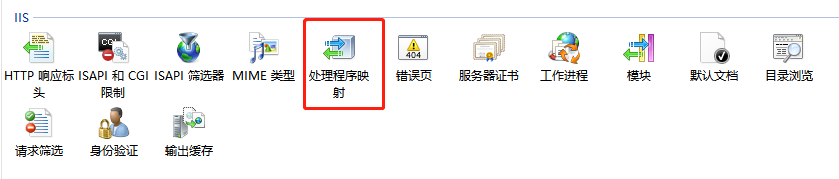 IIS
CGI
404
HTTP 响应标 ISAPI 和 CGI ISAPI 筛选器 MIME 类型 处理程序映 错误页 服务器证书 工作进程 模块 默认文档 目录浏览
头 限制 射
请求筛选 身份验证 输出缓存